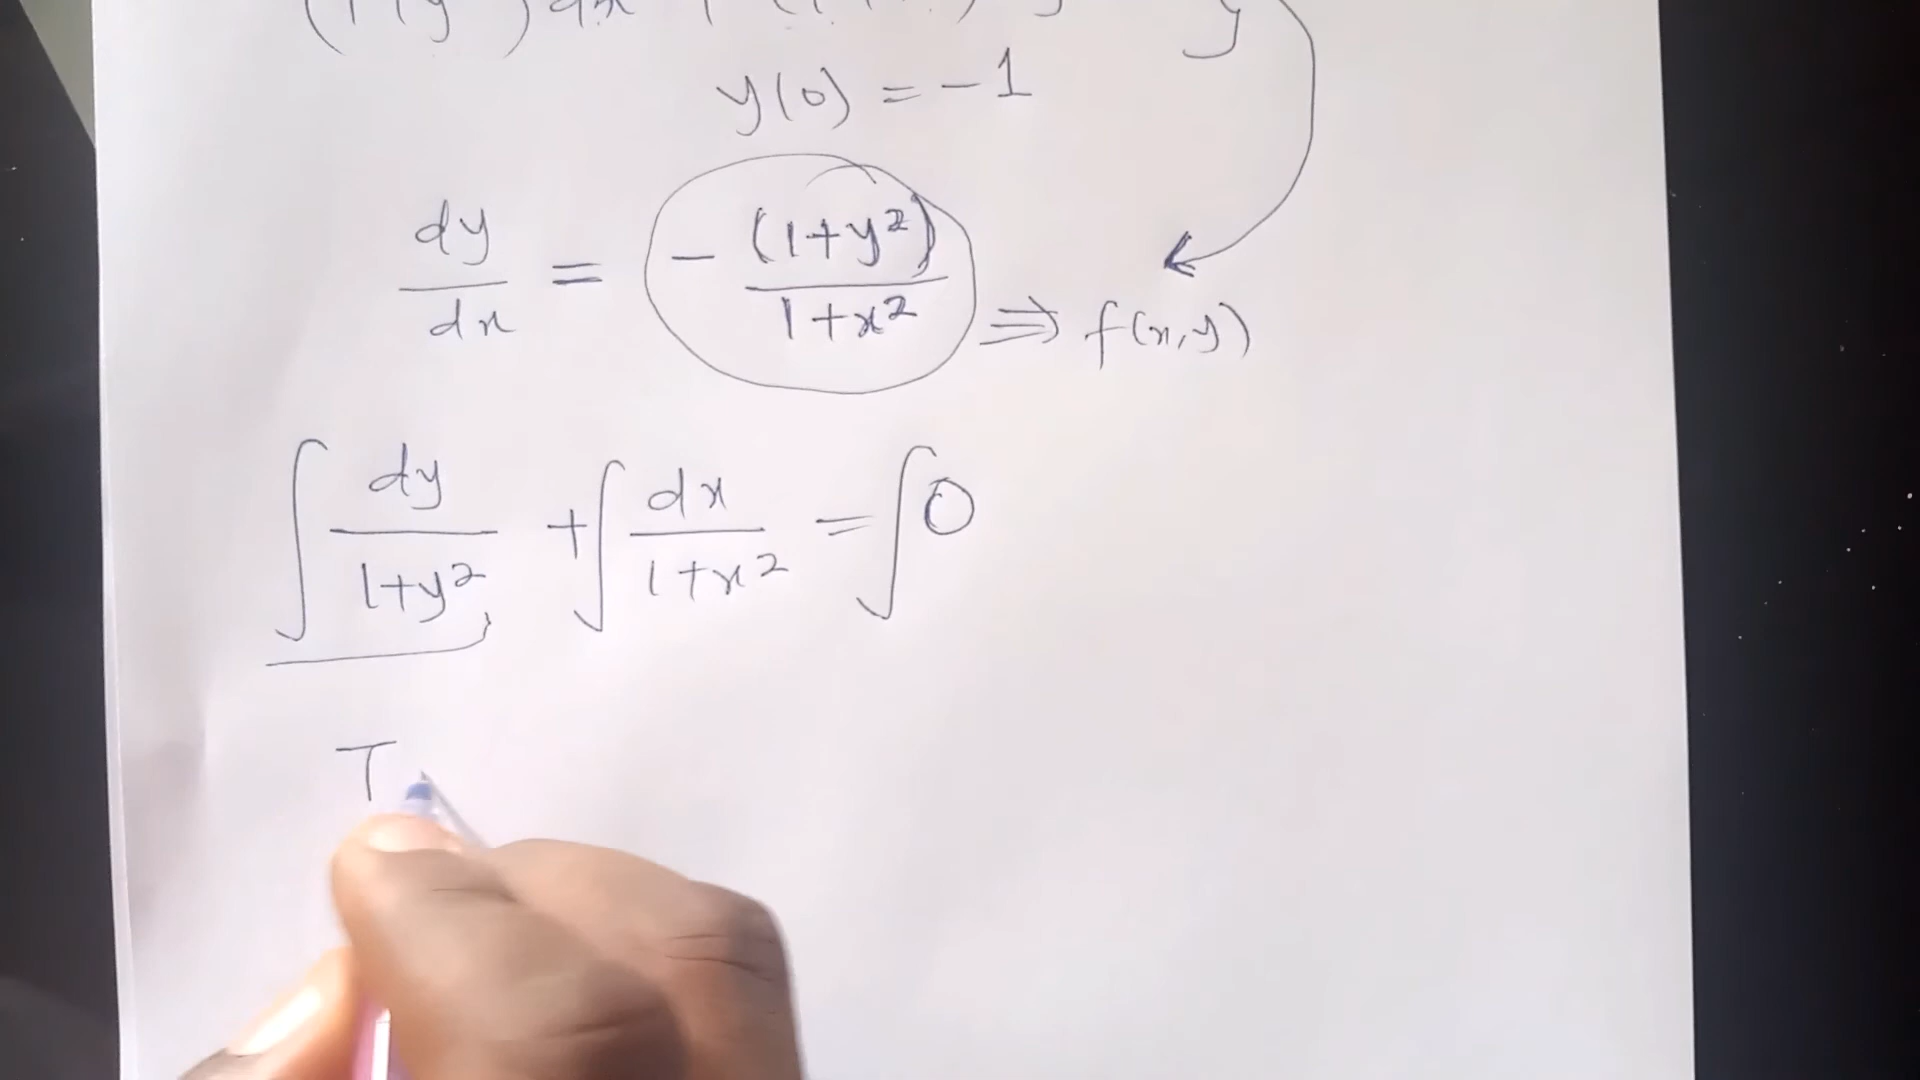 y(0) = -1
dy/dx = - (1+y²)/1+x² ⇒ f(x,y)
∫ dy/1+y² + ∫ dx/1+x² = ∫ 0
T